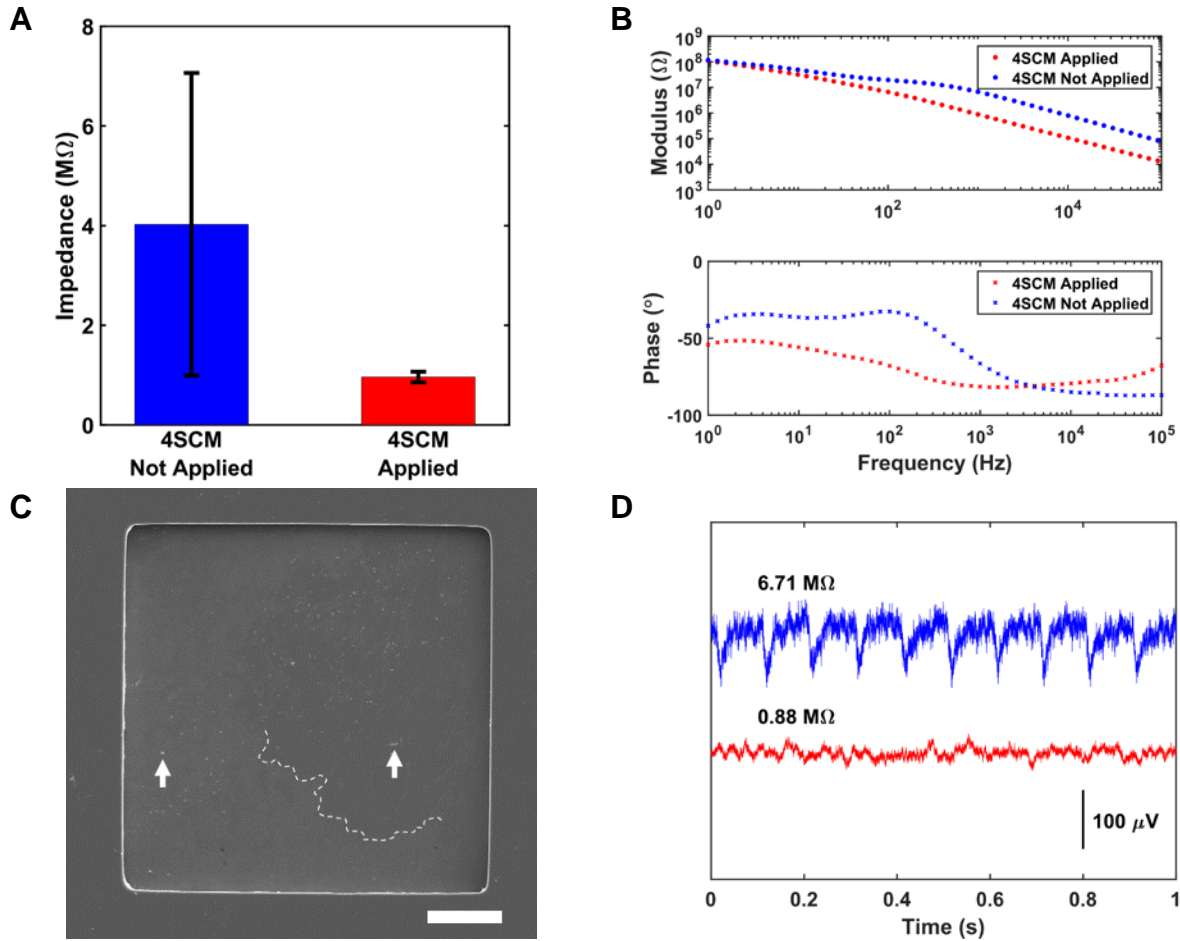 A
8
6
4
2
0
Impedance (MΩ)
4SCM
Not Applied
4SCM
Applied
B
10⁹
10⁸
10⁷
10⁶
10⁵
10⁴
10³
Modulus (Ω)
4SCM Applied
4SCM Not Applied
10⁰ 10² 10⁴
0
-50
-100
Phase (°)
4SCM Applied
4SCM Not Applied
10⁰ 10¹ 10² 10³ 10⁴ 10⁵
Frequency (Hz)
C
D
6.71 MΩ
0.88 MΩ
100 μV
0 0.2 0.4 0.6 0.8 1
Time (s)